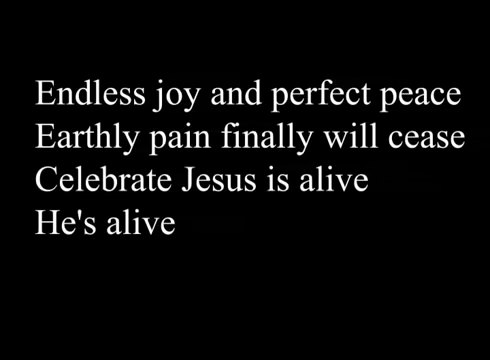 Endless joy and perfect peace
Earthly pain finally will cease
Celebrate Jesus is alive
He's alive